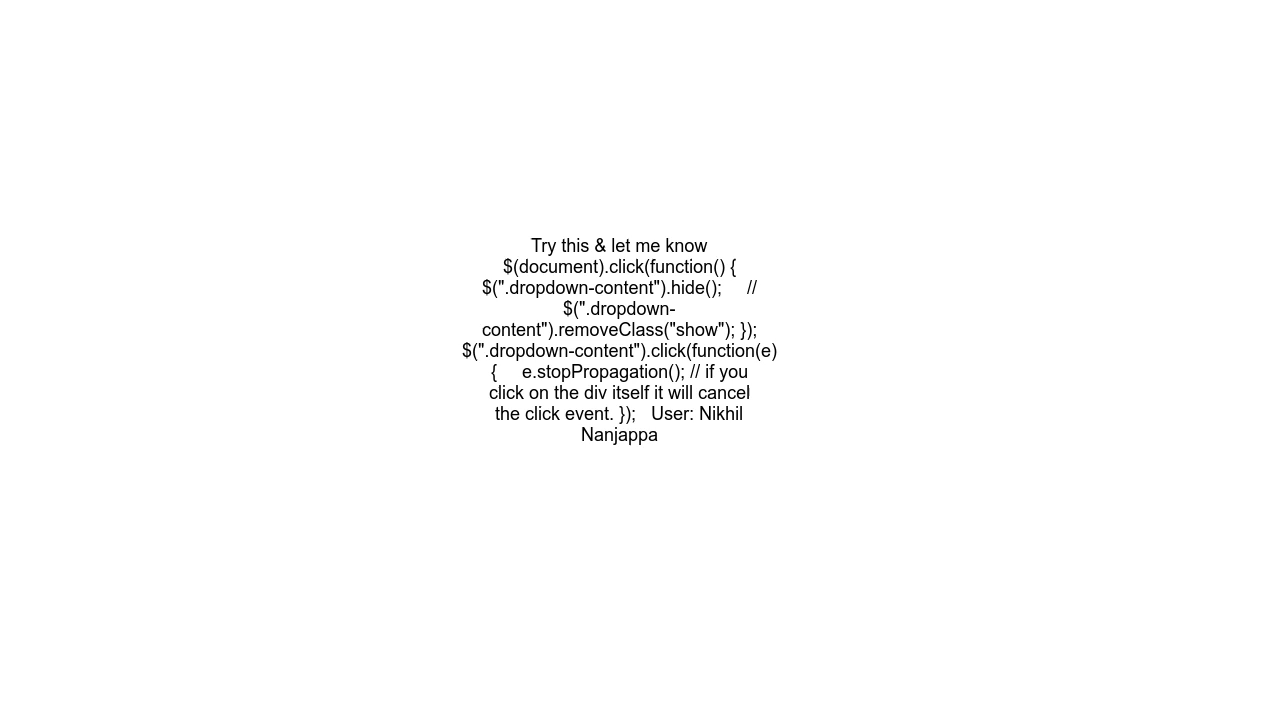 Try this & let me know
$(document).click(function() {
$(".dropdown-content").hide();     //
$(".dropdown-
content").removeClass("show"); });
$(".dropdown-content").click(function(e)
{     e.stopPropagation(); // if you
click on the div itself it will cancel
the click event. });   User: Nikhil
Nanjappa